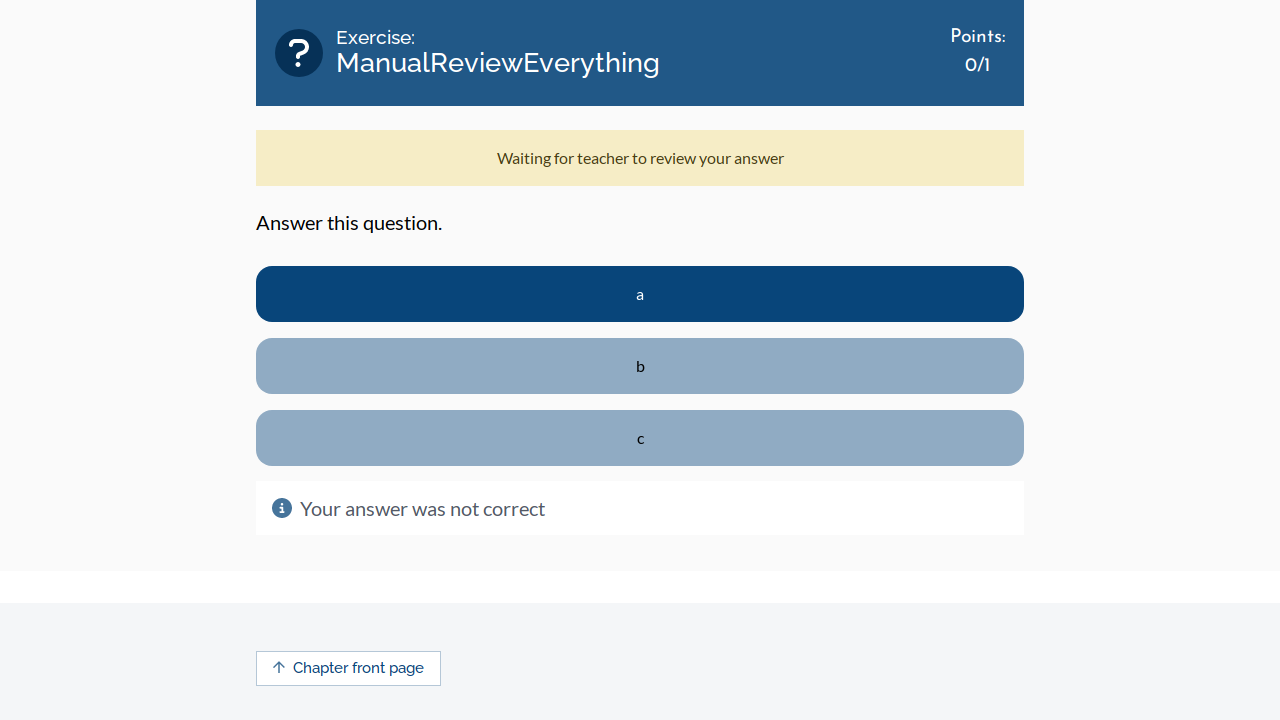 Exercise:
ManualReviewEverything
Points:
0/1
Waiting for teacher to review your answer
Answer this question.
a
b
c
Your answer was not correct
Chapter front page